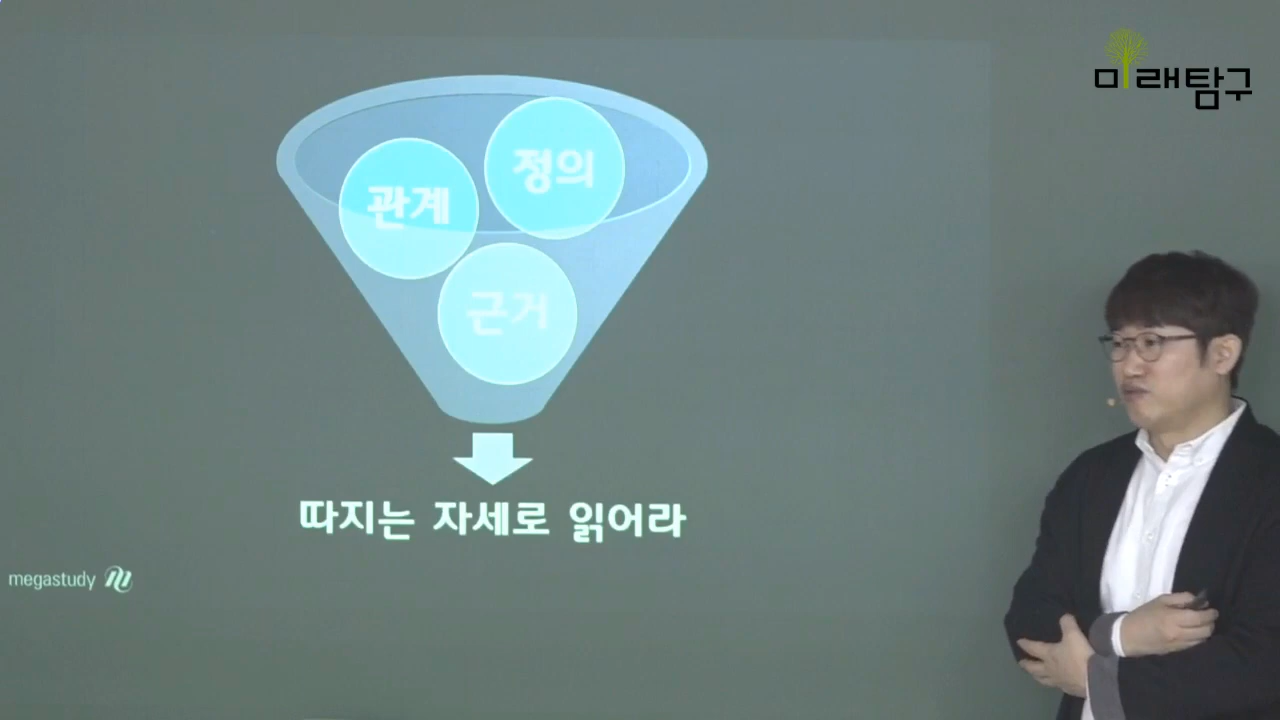 미래탐구
정의
관계
근거
따지는 자세로 읽어라
megastudy